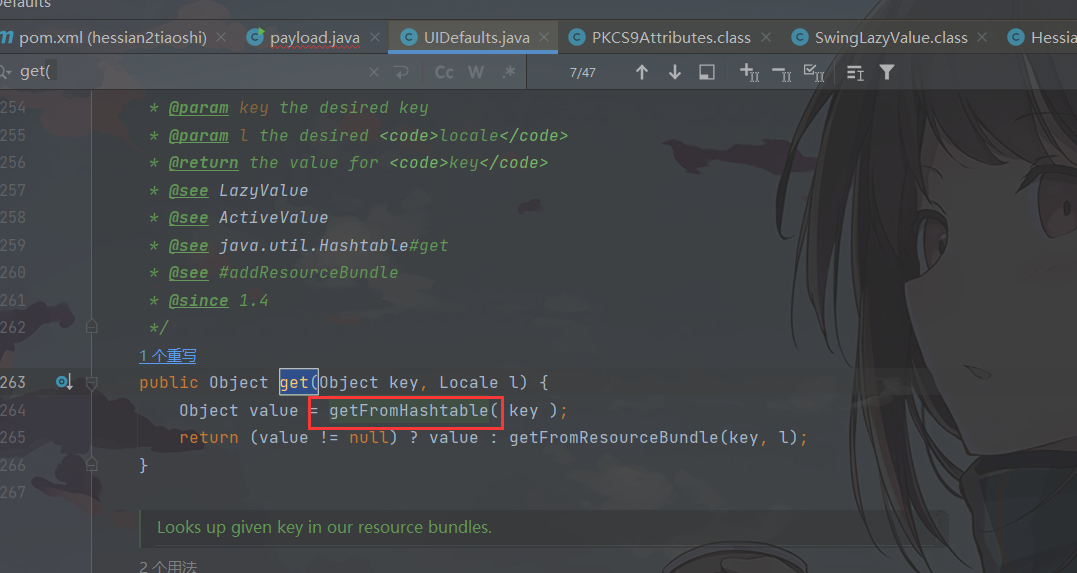 Defaults
pom.xml (hessian2tiaoshi) payload.java UIDefaults.java PKCS9Attributes.class SwingLazyValue.class Hessia
get( Cc W .* 7/47
254 * @param key the desired key
255 * @param l the desired <code>locale</code>
256 * @return the value for <code>key</code>
257 * @see LazyValue
258 * @see ActiveValue
259 * @see java.util.Hashtable#get
260 * @see #addResourceBundle
261 * @since 1.4
262 */
1 个重写
263 public Object get(Object key, Locale l) {
264 Object value = getFromHashtable( key );
265 return (value != null) ? value : getFromResourceBundle(key, l);
266 }
267
Looks up given key in our resource bundles.
2 个用法